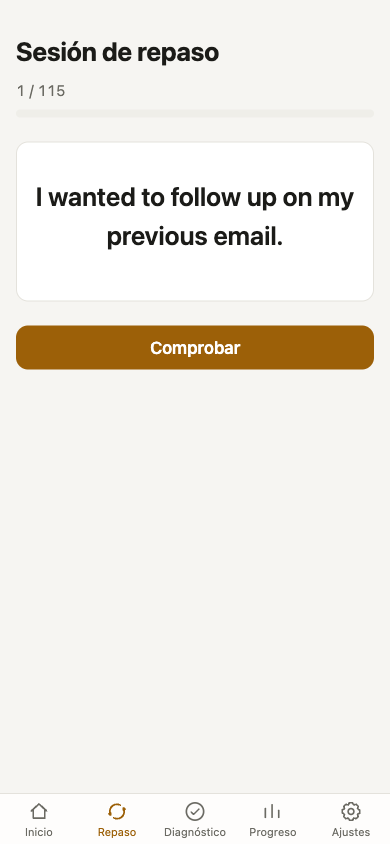 Sesión de repaso
1 / 115
I wanted to follow up on my
previous email.
Comprobar
Inicio
Repaso
Diagnóstico
Progreso
Ajustes